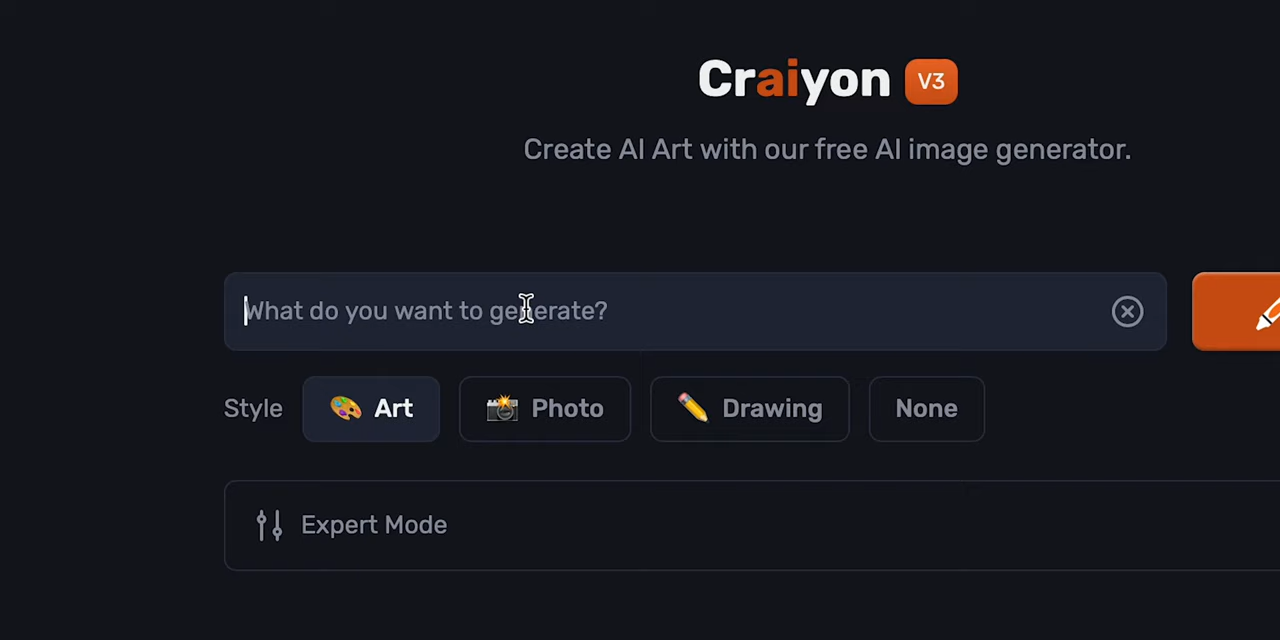 Craiyon V3
Create AI Art with our free AI image generator.
What do you want to generate?
Style Art Photo Drawing None
Expert Mode